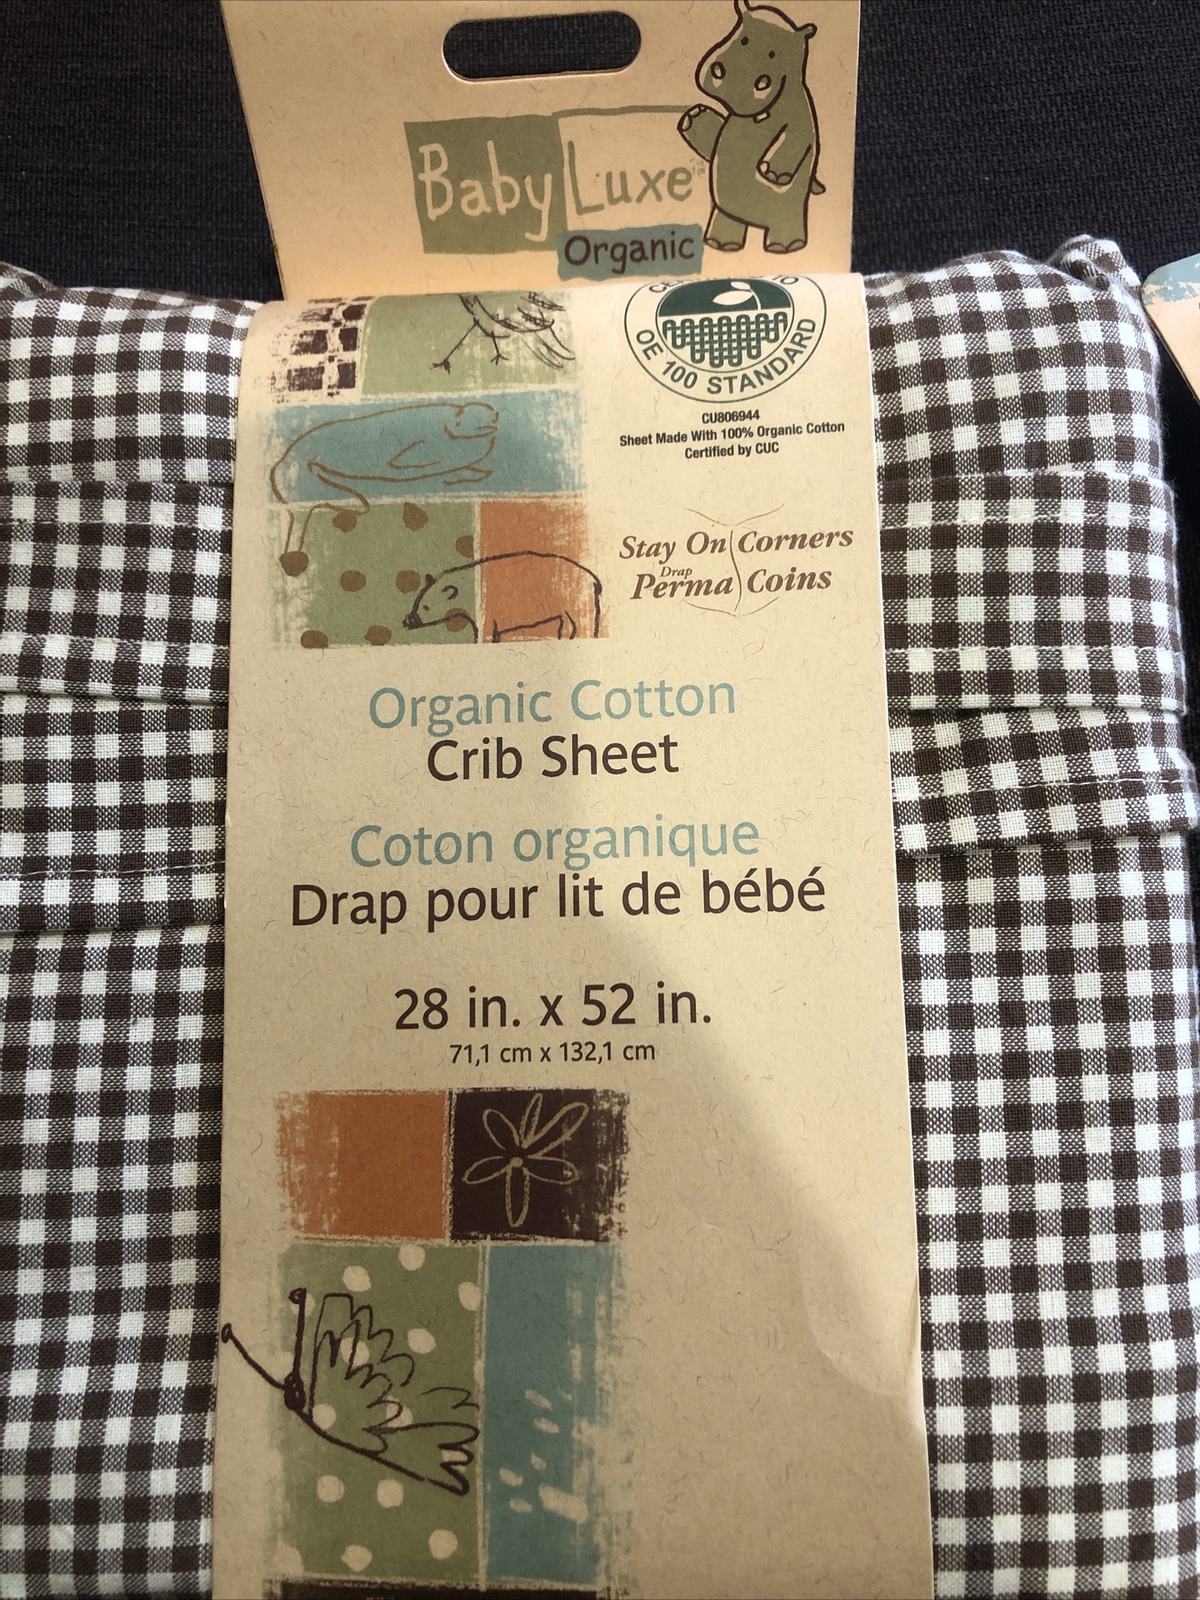 Baby Luxe
Organic
OE 100 STANDARD
CU806944
Sheet Made With 100% Organic Cotton
Certified by CUC
Stay On Corners
Drap
Perma Coins
Organic Cotton
Crib Sheet
Coton organique
Drap pour lit de bébé
28 in. x 52 in.
71,1 cm x 132,1 cm